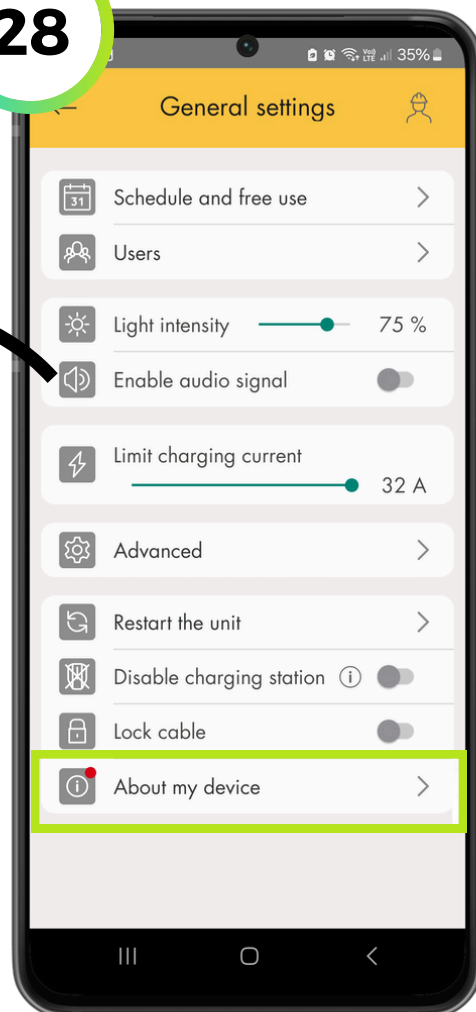 28
35%
General settings
31
Schedule and free use
Users
Light intensity 75 %
Enable audio signal
Limit charging current
32 A
Advanced
Restart the unit
Disable charging station i
Lock cable
i About my device